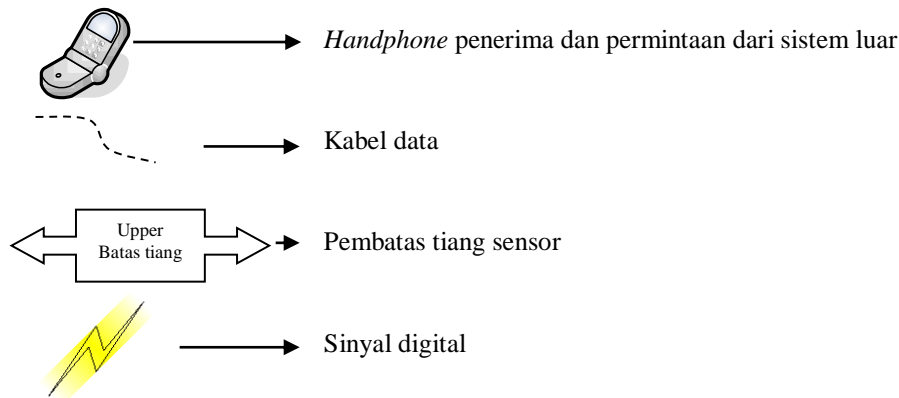 Handphone penerima dan permintaan dari sistem luar
Kabel data
Upper
Batas tiang
Pembatas tiang sensor
Sinyal digital